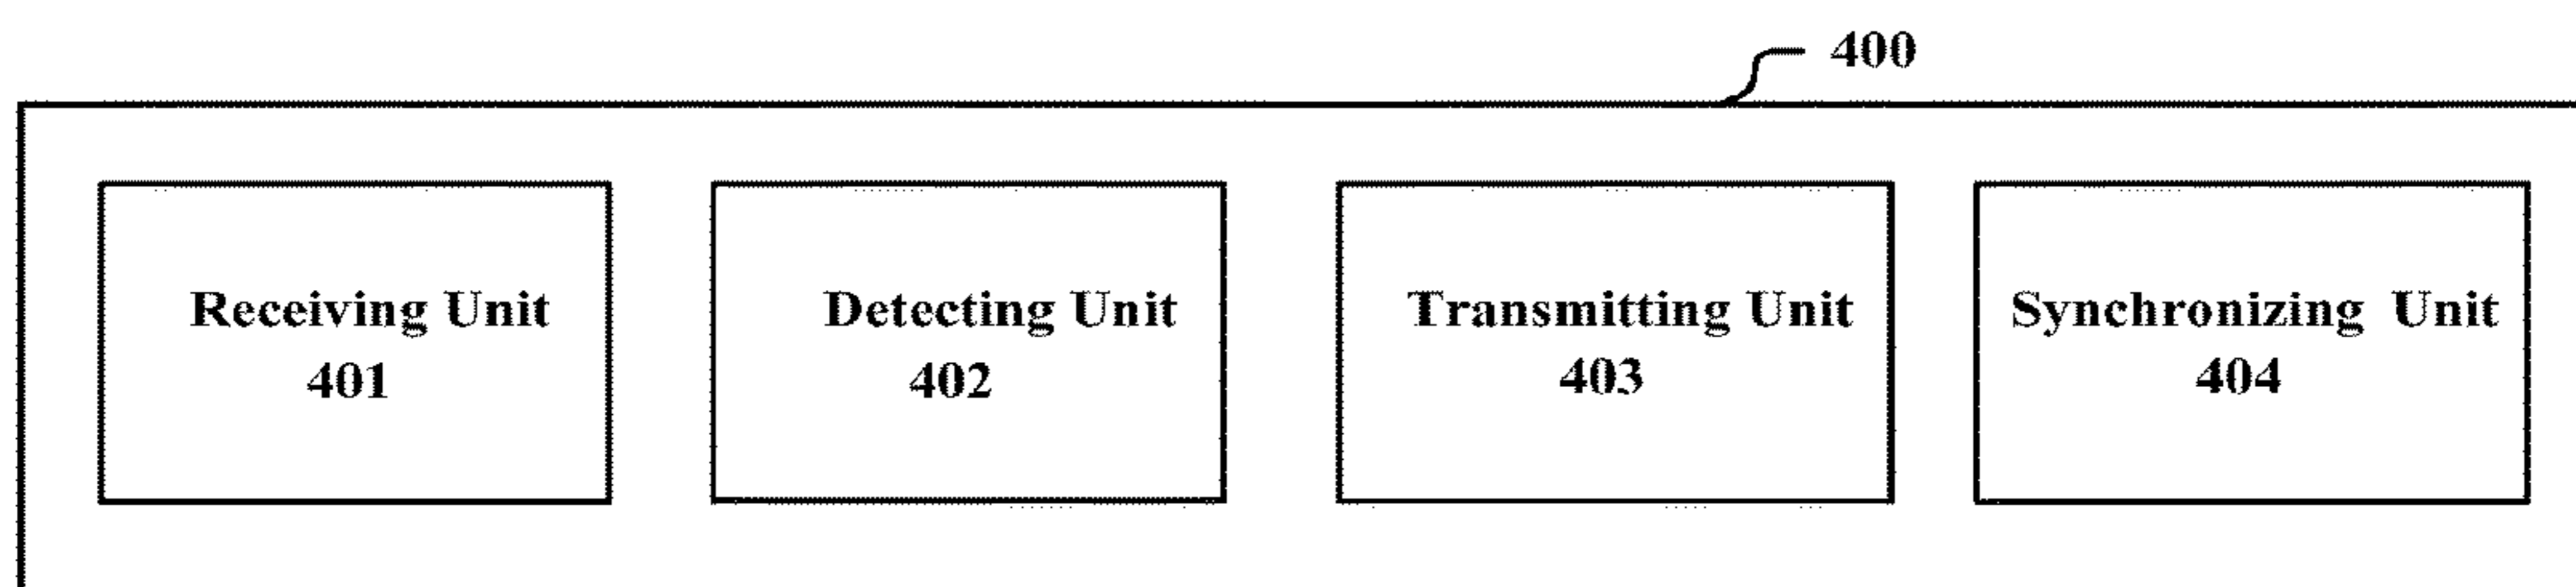 400
Receiving Unit
401
Detecting Unit
402
Transmitting Unit
403
Synchronizing Unit
404